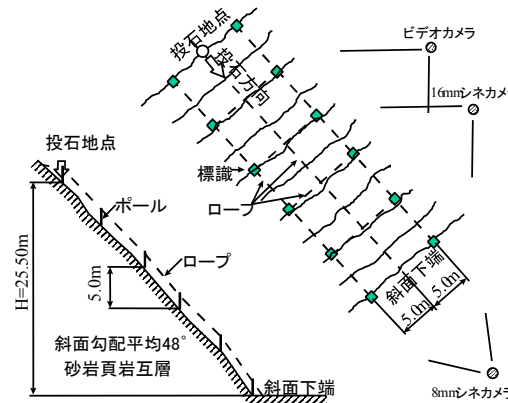 投石地点
投石方向
ビデオカメラ
16mmシネカメラ
標識
ロープ
斜面下端
5.0m
5.0m
8mmシネカメラ
投石地点
ポール
ロープ
5.0m
H=25.50m
斜面勾配平均48°
砂岩頁岩互層
斜面下端